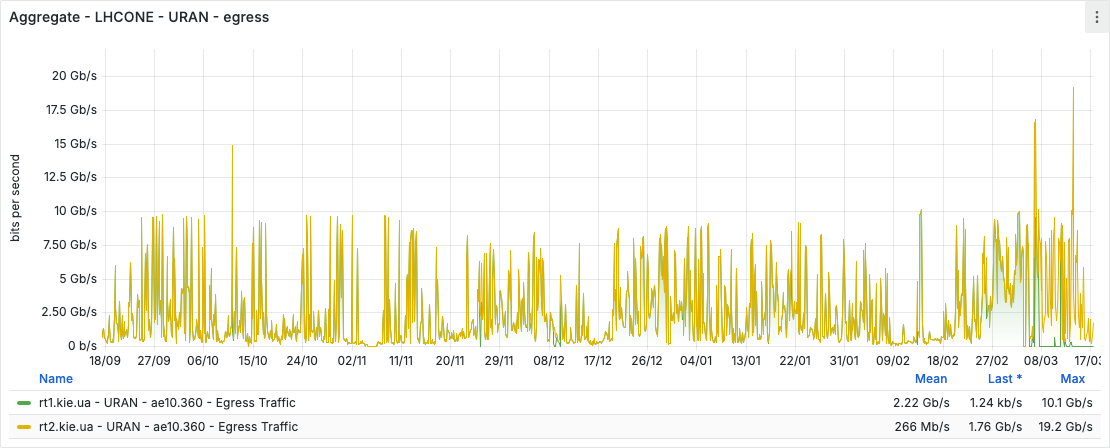 Aggregate - LHCONE - URAN - egress
bits per second
20 Gb/s
17.5 Gb/s
15 Gb/s
12.5 Gb/s
10 Gb/s
7.50 Gb/s
5 Gb/s
2.50 Gb/s
0 b/s
18/09 27/09 06/10 15/10 24/10 02/11 11/11 20/11 29/11 08/12 17/12 26/12 04/01 13/01 22/01 31/01 09/02 18/02 27/02 08/03 17/03
Name Mean Last * Max
rt1.kie.ua - URAN - ae10.360 - Egress Traffic 2.22 Gb/s 1.24 kb/s 10.1 Gb/s
rt2.kie.ua - URAN - ae10.360 - Egress Traffic 266 Mb/s 1.76 Gb/s 19.2 Gb/s